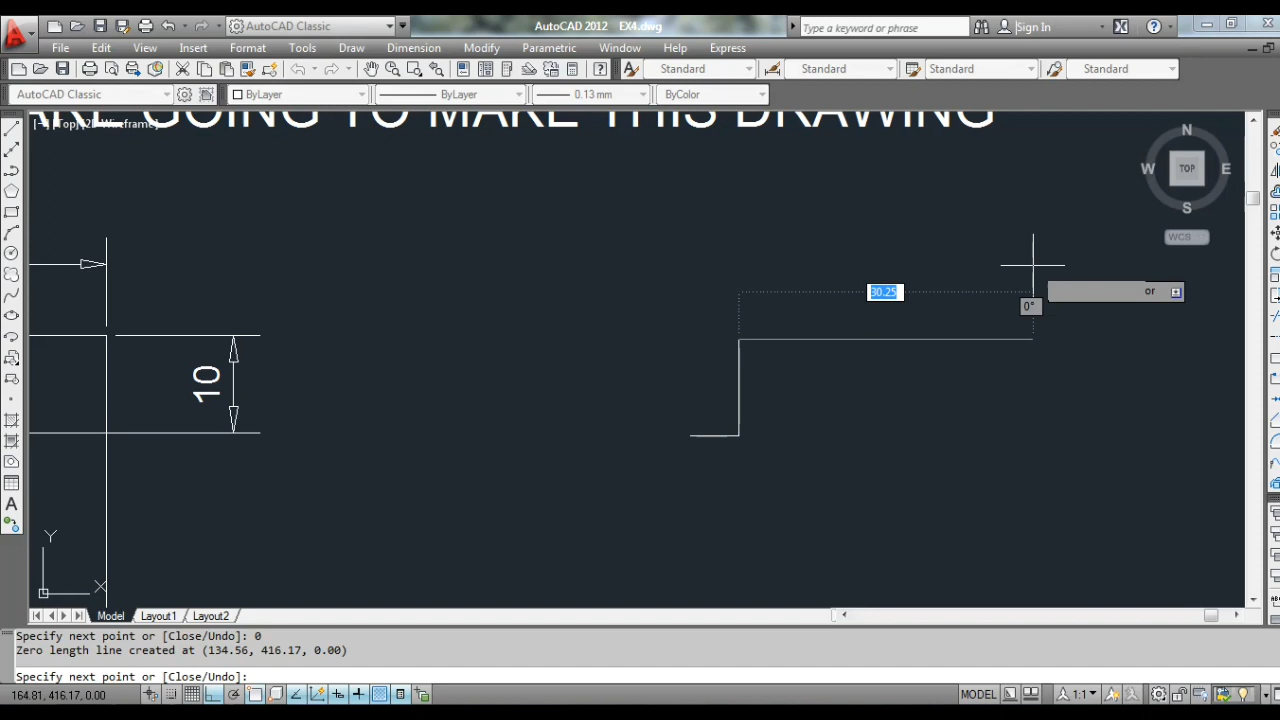 AutoCAD Classic
AutoCAD 2012 EX4.dwg
Type a keyword or phrase
Sign In
File Edit View Insert Format Tools Draw Dimension Modify Parametric Window Help Express
Standard
Standard
Standard
Standard
AutoCAD Classic
ByLayer
ByLayer
0.13 mm
ByColor
ARE GOING TO MAKE THIS DRAWING
[-] [Top] [2D Wireframe]
N
W
TOP
E
S
WCS
30.25
or
0°
10
Y
X
Model Layout1 Layout2
Specify next point or [Close/Undo]: 0
Zero length line created at (134.56, 416.17, 0.00)
Specify next point or [Close/Undo]:
164.81, 416.17, 0.00
MODEL
1:1